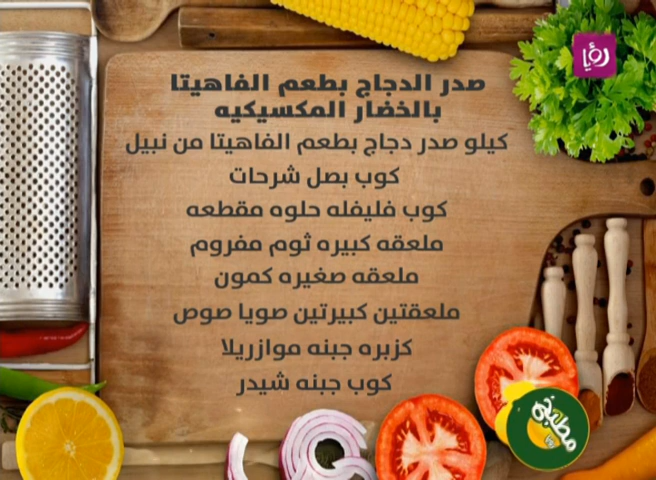 رؤيا
صدر الدجاج بطعم الفاهيتا
بالخضار المكسيكيه
كيلو صدر دجاج بطعم الفاهيتا من نبيل
كوب بصل شرحات
كوب فليفله حلوه مقطعه
ملعقه كبيره ثوم مفروم
ملعقه صغيره كمون
ملعقتين كبيرتين صويا صوص
كزبره جبنه موازريلا
كوب جبنه شيدر